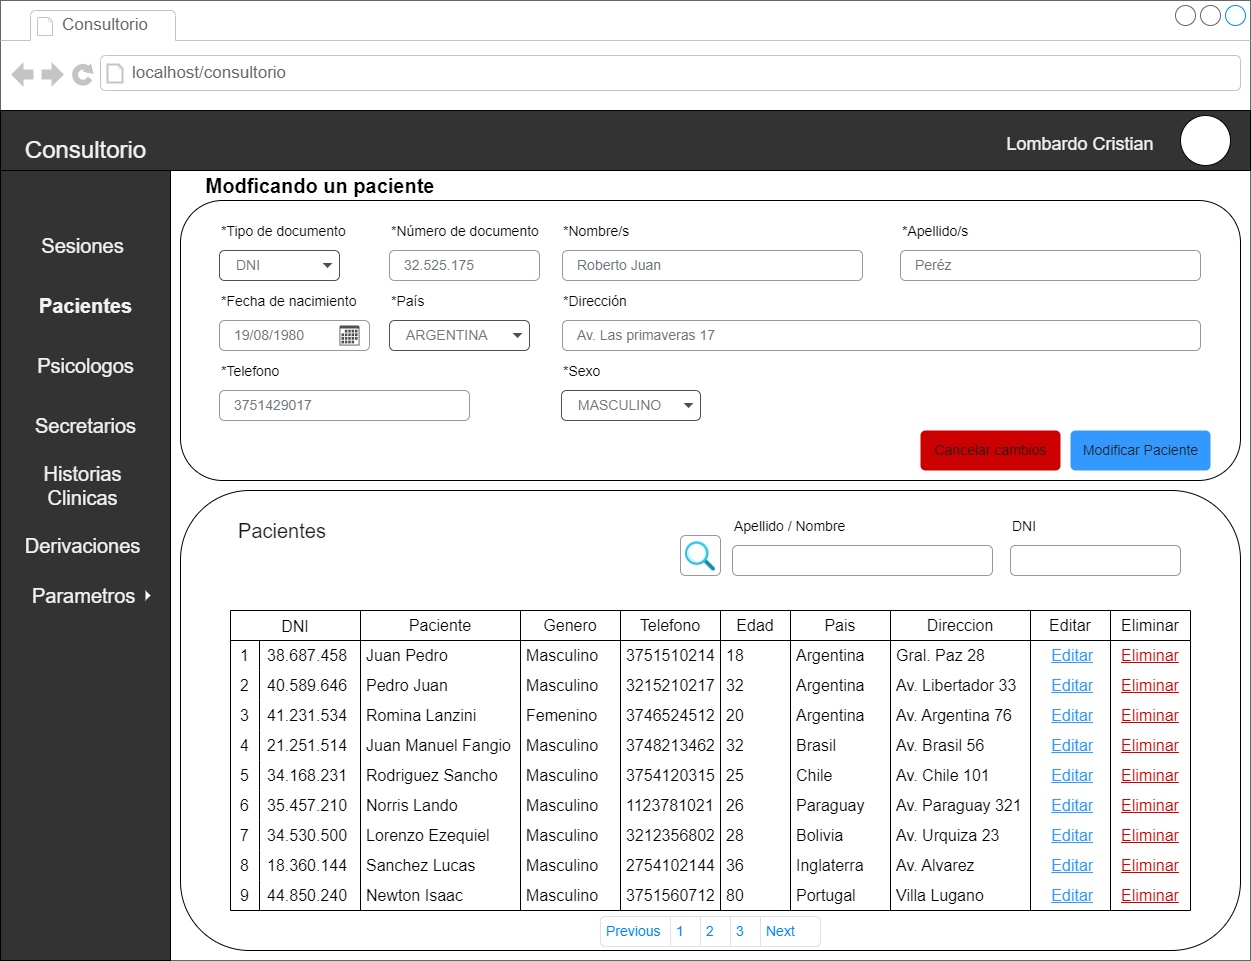 Consultorio
localhost/consultorio
Consultorio
Lombardo Cristian
Sesiones
Pacientes
Psicologos
Secretarios
Historias
Clinicas
Derivaciones
Parametros
Modficando un paciente
*Tipo de documento *Número de documento *Nombre/s *Apellido/s
DNI 32.525.175 Roberto Juan Peréz
*Fecha de nacimiento *País *Dirección
19/08/1980 ARGENTINA Av. Las primaveras 17
*Telefono *Sexo
3751429017 MASCULINO
Cancelar cambios Modificar Paciente
Pacientes
Apellido / Nombre DNI
DNI Paciente Genero Telefono Edad Pais Direccion Editar Eliminar
1 38.687.458 Juan Pedro Masculino 3751510214 18 Argentina Gral. Paz 28 Editar Eliminar
2 40.589.646 Pedro Juan Masculino 3215210217 32 Argentina Av. Libertador 33 Editar Eliminar
3 41.231.534 Romina Lanzini Femenino 3746524512 20 Argentina Av. Argentina 76 Editar Eliminar
4 21.251.514 Juan Manuel Fangio Masculino 3748213462 32 Brasil Av. Brasil 56 Editar Eliminar
5 34.168.231 Rodriguez Sancho Masculino 3754120315 25 Chile Av. Chile 101 Editar Eliminar
6 35.457.210 Norris Lando Masculino 1123781021 26 Paraguay Av. Paraguay 321 Editar Eliminar
7 34.530.500 Lorenzo Ezequiel Masculino 3212356802 28 Bolivia Av. Urquiza 23 Editar Eliminar
8 18.360.144 Sanchez Lucas Masculino 2754102144 36 Inglaterra Av. Alvarez Editar Eliminar
9 44.850.240 Newton Isaac Masculino 3751560712 80 Portugal Villa Lugano Editar Eliminar
Previous 1 2 3 Next